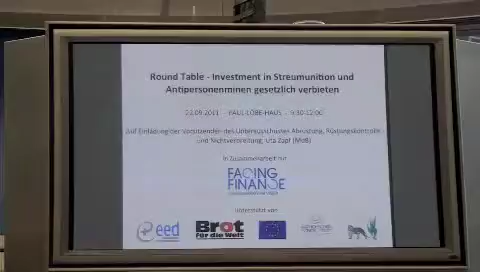 Round Table - Investment in Streumunition und
Antipersonenminen gesetzlich verbieten
23.09.2011 - PAUL-LÖBE-HAUS - 9:30-12:00
auf Einladung der Vorsitzenden des Unterausschusses Abrüstung, Rüstungskontrolle
und Nichtverbreitung, Uta Zapf (MdB)
in Zusammenarbeit mit
FACING
FINANCE
Unterstützt von:
eed
Brot
für die Welt